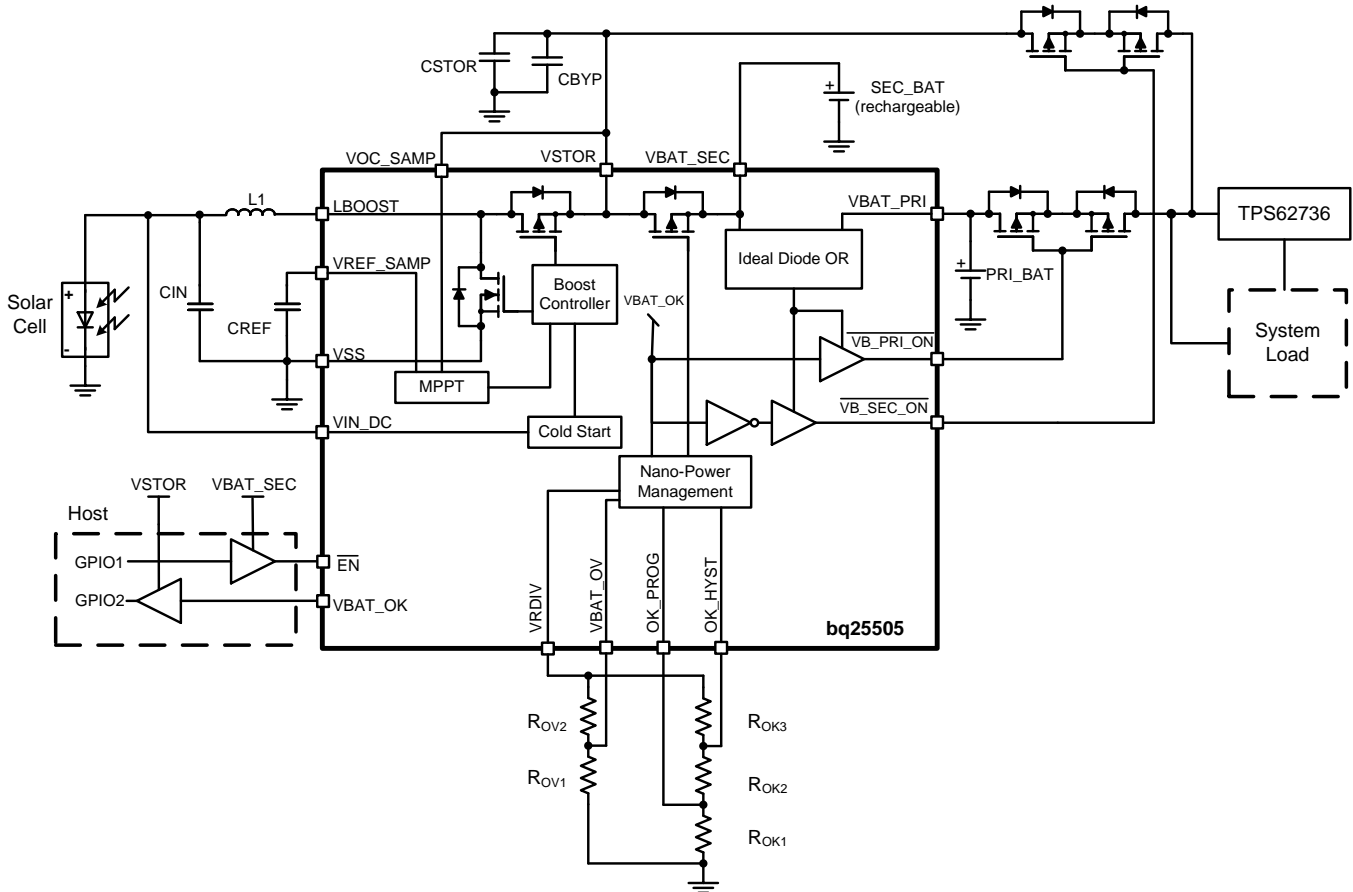 CSTOR
CBYP
+
SEC_BAT
(rechargeable)
VOC_SAMP
VSTOR
VBAT_SEC
L1
LBOOST
VBAT_PRI
TPS62736
VREF_SAMP
Ideal Diode OR
Boost
Controller
CIN
CREF
Solar
Cell
+
-
VBAT_OK
+
PRI_BAT
System
Load
VSS
MPPT
VB_PRI_ON
VB_SEC_ON
VIN_DC
Cold Start
Nano-Power
Management
VSTOR
VBAT_SEC
Host
GPIO1
EN
GPIO2
VBAT_OK
VRDIV
VBAT_OV
OK_PROG
OK_HYST
bq25505
ROV2
ROK3
ROV1
ROK2
ROK1